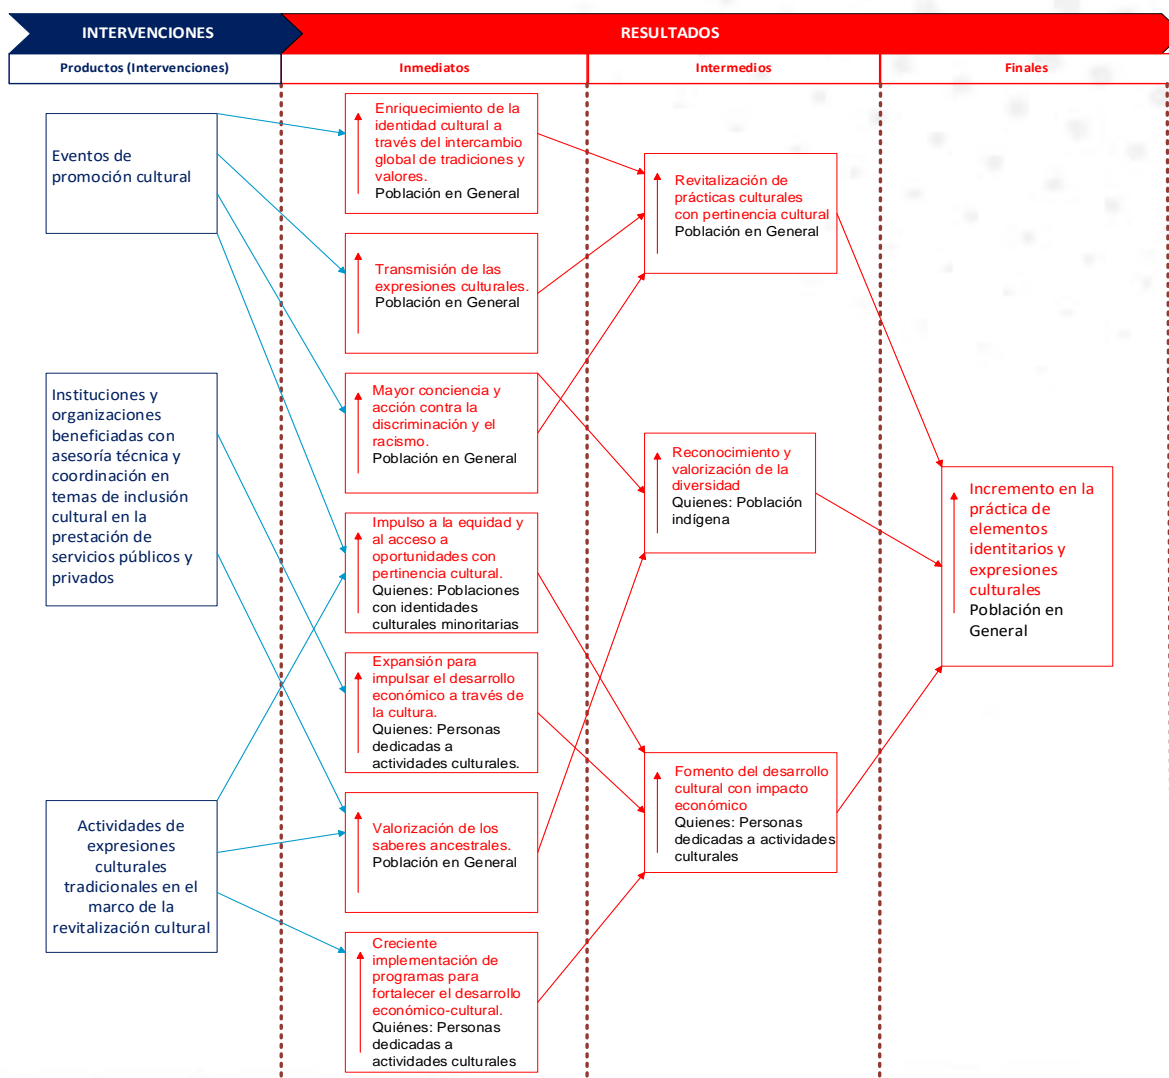 INTERVENCIONES
RESULTADOS
Productos (Intervenciones)
Inmediatos
Intermedios
Finales
Eventos de
promoción cultural
Instituciones y
organizaciones
beneficiadas con
asesoría técnica y
coordinación en
temas de inclusión
cultural en la
prestación de
servicios públicos y
privados
Actividades de
expresiones
culturales
tradicionales en el
marco de la
revitalización cultural
Enriquecimiento de la
identidad cultural a
través del intercambio
global de tradiciones y
valores.
Población en General
Transmisión de las
expresiones culturales.
Población en General
Mayor conciencia y
acción contra la
discriminación y el
racismo.
Población en General
Impulso a la equidad y
al acceso a
oportunidades con
pertinencia cultural.
Quienes: Poblaciones
con identidades
culturales minoritarias
Expansión para
impulsar el desarrollo
económico a través de
la cultura.
Quienes: Personas
dedicadas a
actividades culturales.
Valorización de los
saberes ancestrales.
Población en General
Creciente
implementación de
programas para
fortalecer el desarrollo
económico-cultural.
Quiénes: Personas
dedicadas a
actividades culturales
Revitalización de
prácticas culturales
con pertinencia cultural
Población en General
Reconocimiento y
valorización de la
diversidad
Quienes: Población
indígena
Fomento del desarrollo
cultural con impacto
económico
Quienes: Personas
dedicadas a actividades
culturales
Incremento en la
práctica de
elementos
identitarios y
expresiones
culturales
Población en
General